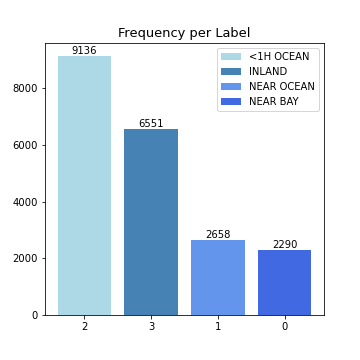 Frequency per Label
<1H OCEAN
INLAND
NEAR OCEAN
NEAR BAY
9136
6551
2658
2290
8000
6000
4000
2000
0
2 3 1 0